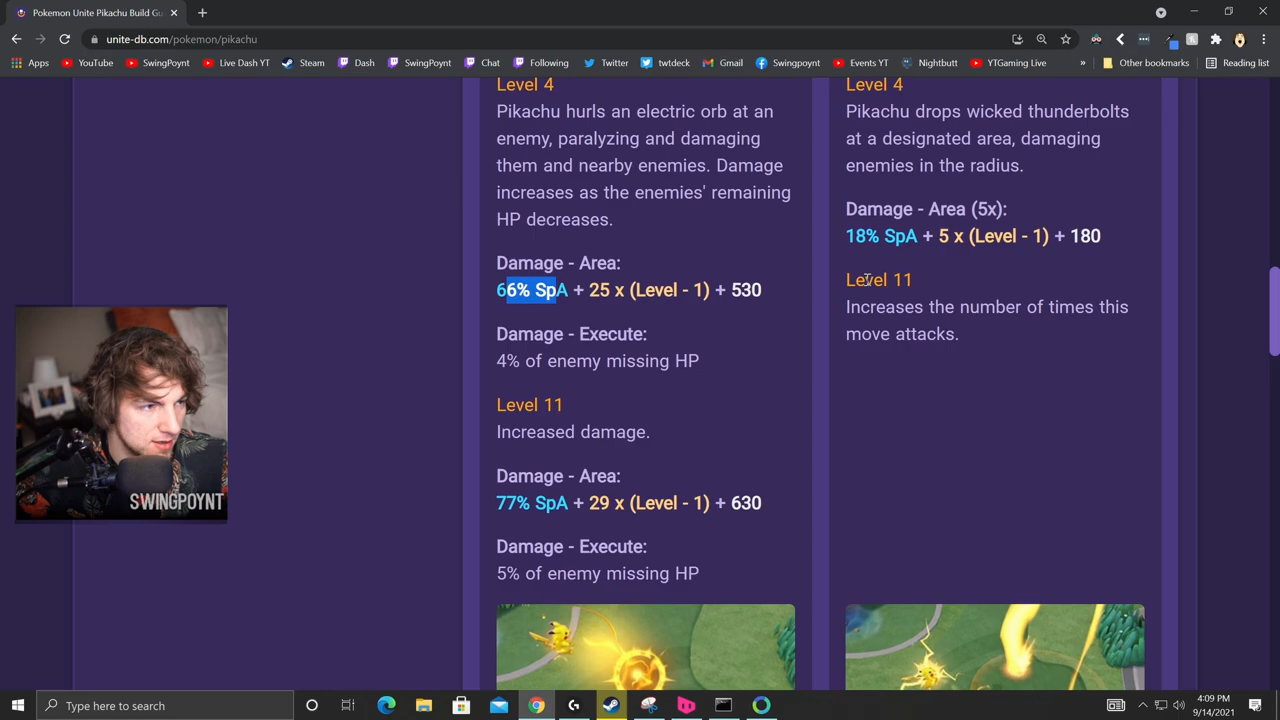 Pokemon Unite Pikachu Build Gu
unite-db.com/pokemon/pikachu
Apps
YouTube
SwingPoynt
Live Dash YT
Steam
Dash
SwingPoynt
Chat
Following
Twitter
twtdeck
Gmail
Swingpoynt
Events YT
Nightbutt
YTGaming Live
»
Other bookmarks
Reading list
Level 4
Pikachu hurls an electric orb at an
enemy, paralyzing and damaging
them and nearby enemies. Damage
increases as the enemies' remaining
HP decreases.
Damage - Area:
66% SpA + 25 x (Level - 1) + 530
Damage - Execute:
4% of enemy missing HP
Level 11
Increased damage.
Damage - Area:
77% SpA + 29 x (Level - 1) + 630
Damage - Execute:
5% of enemy missing HP
Level 4
Pikachu drops wicked thunderbolts
at a designated area, damaging
enemies in the radius.
Damage - Area (5x):
18% SpA + 5 x (Level - 1) + 180
Level 11
Increases the number of times this
move attacks.
SWINGPOYNT
Type here to search
4:09 PM
9/14/2021